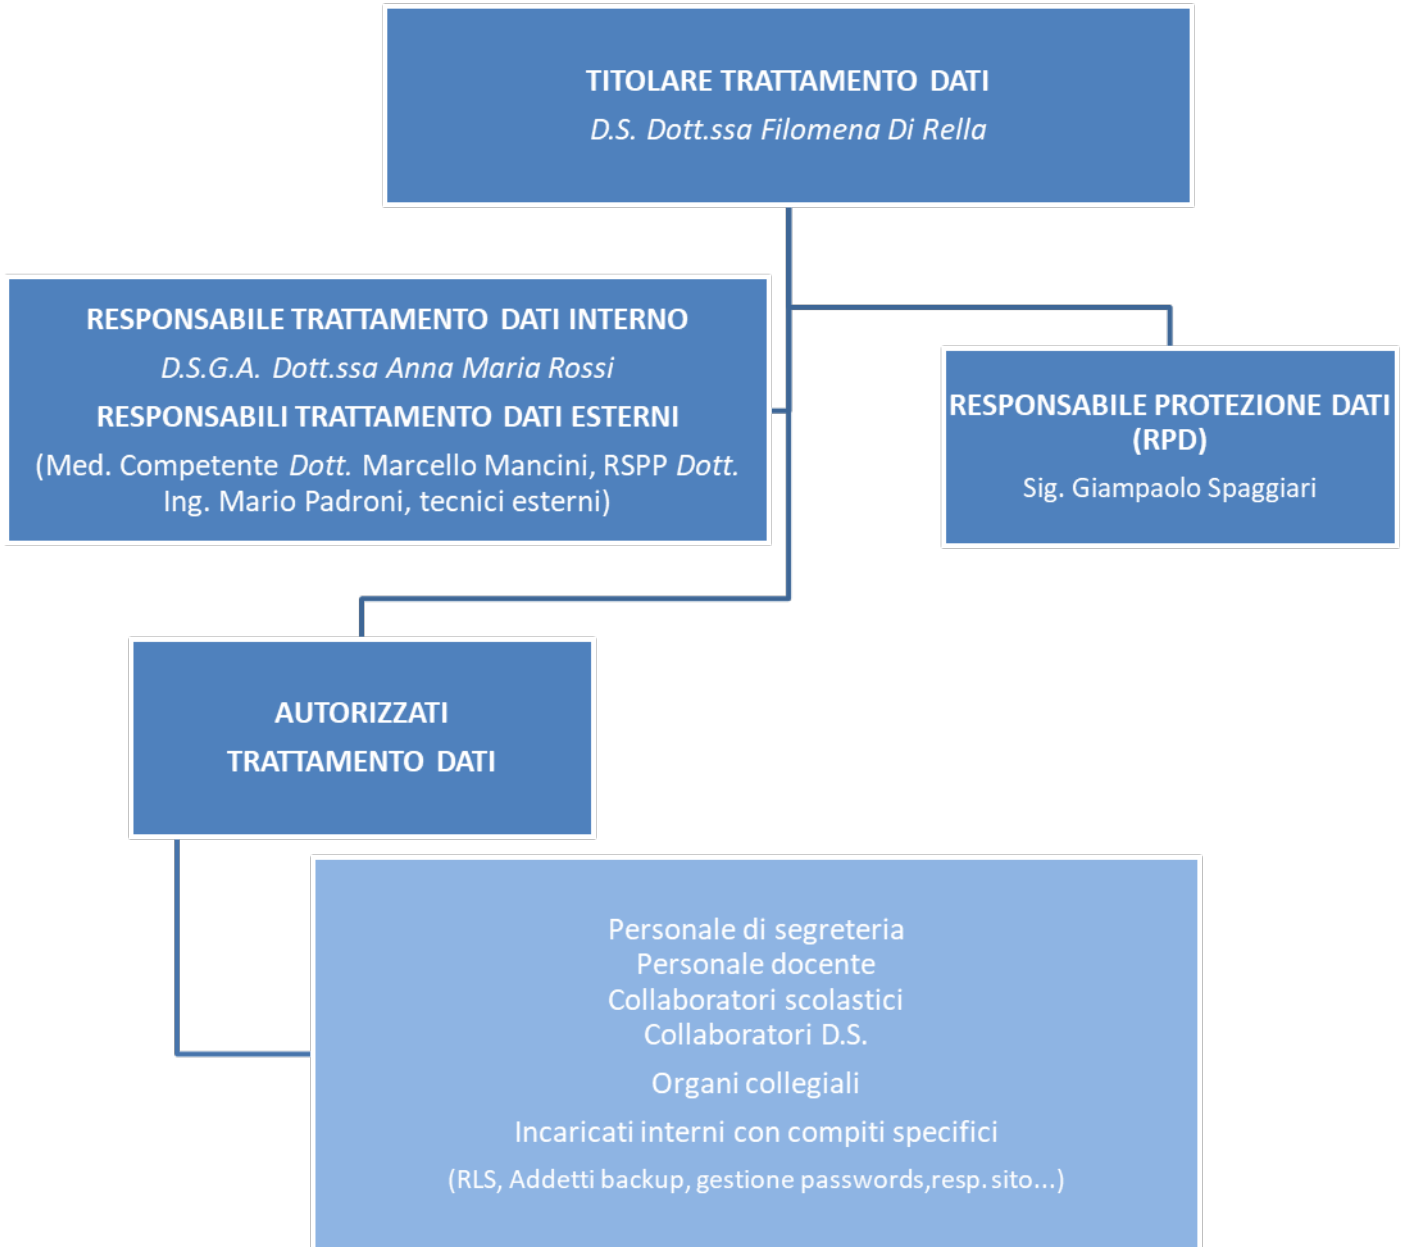 TITOLARE TRATTAMENTO DATI
D.S. Dott.ssa Filomena Di Rella
RESPONSABILE TRATTAMENTO DATI INTERNO
D.S.G.A. Dott.ssa Anna Maria Rossi
RESPONSABILI TRATTAMENTO DATI ESTERNI
(Med. Competente Dott. Marcello Mancini, RSPP Dott.
Ing. Mario Padroni, tecnici esterni)
RESPONSABILE PROTEZIONE DATI
(RPD)
Sig. Giampaolo Spaggiari
AUTORIZZATI
TRATTAMENTO DATI
Personale di segreteria
Personale docente
Collaboratori scolastici
Collaboratori D.S.
Organi collegiali
Incaricati interni con compiti specifici
(RLS, Addetti backup, gestione passwords,resp. sito...)